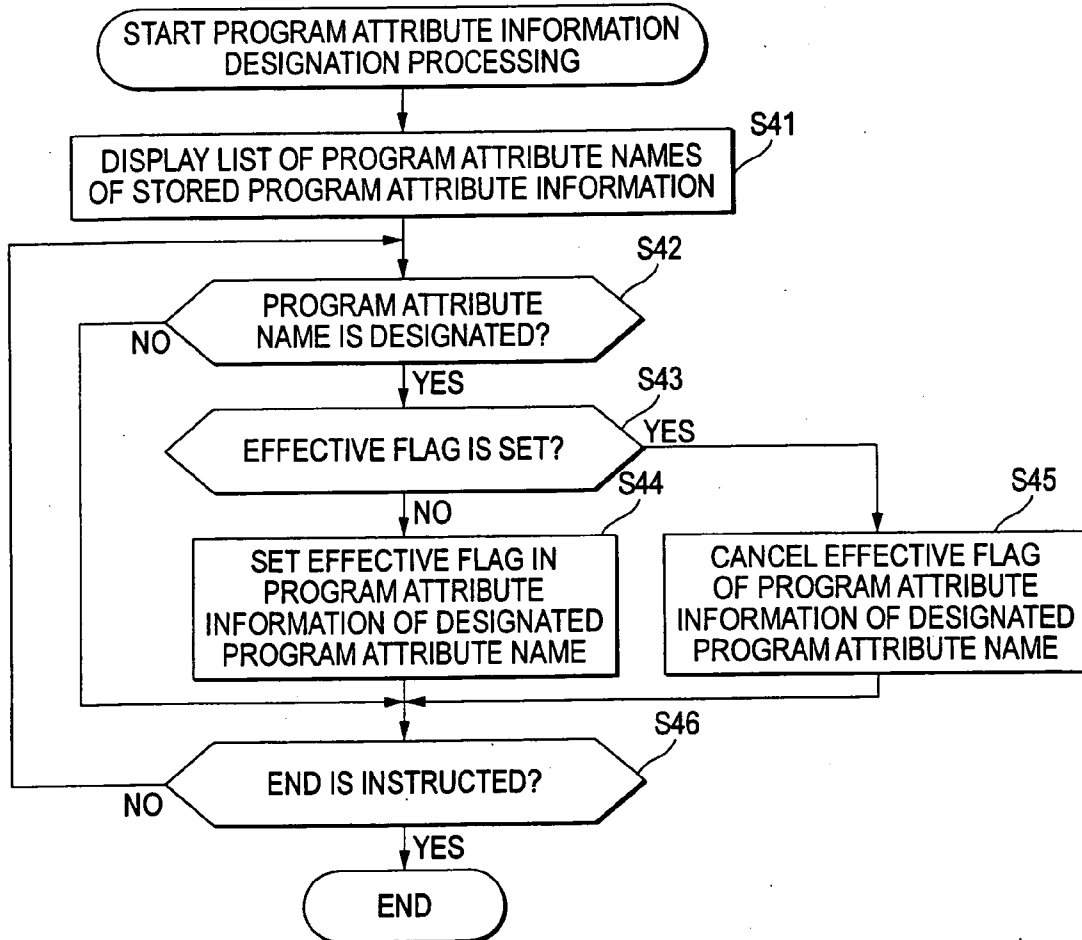 START PROGRAM ATTRIBUTE INFORMATION
DESIGNATION PROCESSING
S41
DISPLAY LIST OF PROGRAM ATTRIBUTE NAMES
OF STORED PROGRAM ATTRIBUTE INFORMATION
S42
PROGRAM ATTRIBUTE
NAME IS DESIGNATED?
NO
YES
S43
EFFECTIVE FLAG IS SET?
YES
NO
S44
SET EFFECTIVE FLAG IN
PROGRAM ATTRIBUTE
INFORMATION OF DESIGNATED
PROGRAM ATTRIBUTE NAME
S45
CANCEL EFFECTIVE FLAG
OF PROGRAM ATTRIBUTE
INFORMATION OF DESIGNATED
PROGRAM ATTRIBUTE NAME
S46
END IS INSTRUCTED?
NO
YES
END